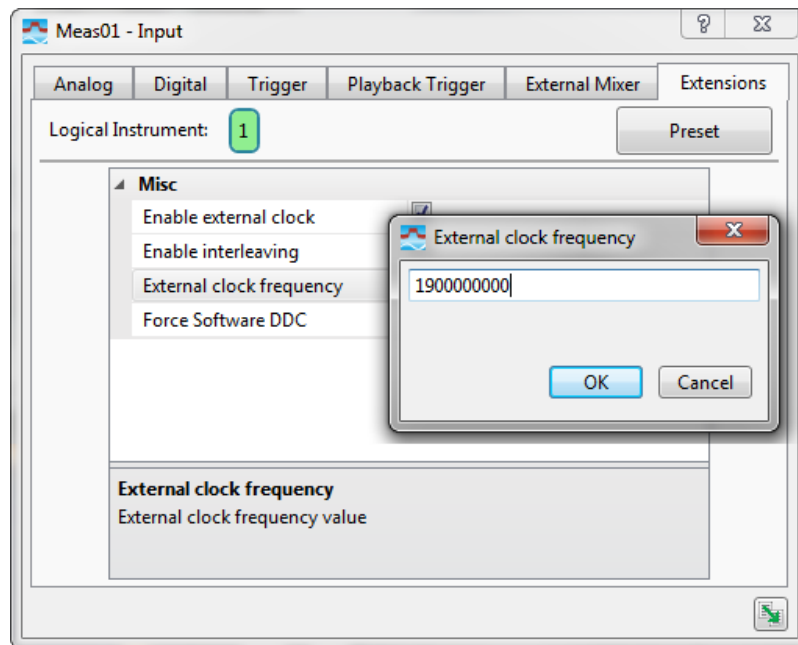 Meas01 - Input
Analog Digital Trigger Playback Trigger External Mixer Extensions
Logical Instrument: 1 Preset
Misc
Enable external clock
External clock frequency
Enable interleaving
1900000000
External clock frequency
Force Software DDC
OK Cancel
External clock frequency
External clock frequency value